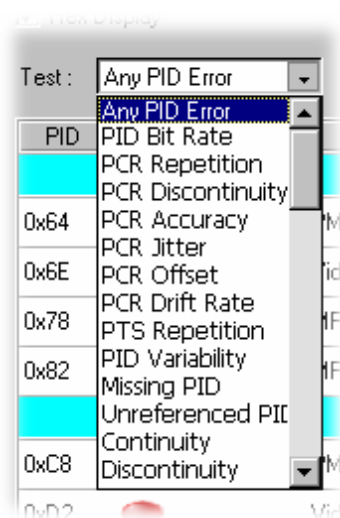 Display
Test : Any PID Error
PID
Any PID Error
PID Bit Rate
PCR Repetition
PCR Discontinuity
0x64 PCR Accuracy
PCR Jitter
0x6E PCR Offset
PCR Drift Rate
0x78 PTS Repetition
PID Variability
0x82 Missing PID
Unreferenced PID
Continuity
0xC8 Discontinuity
0xD2